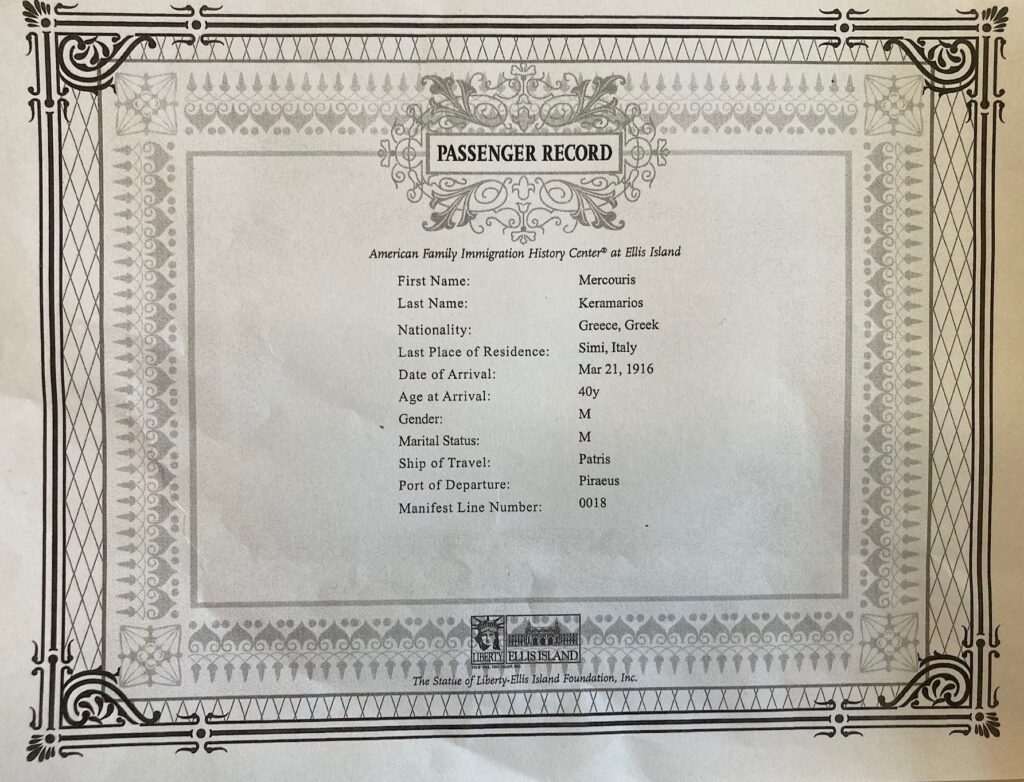 PASSENGER RECORD
American Family Immigration History Center® at Ellis Island
First Name: Mercouris
Last Name: Keramarios
Nationality: Greece, Greek
Last Place of Residence: Simi, Italy
Date of Arrival: Mar 21, 1916
Age at Arrival: 40y
Gender: M
Marital Status: M
Ship of Travel: Patris
Port of Departure: Piraeus
Manifest Line Number: 0018
LIBERTY ELLIS ISLAND
The Statue of Liberty-Ellis Island Foundation, Inc.